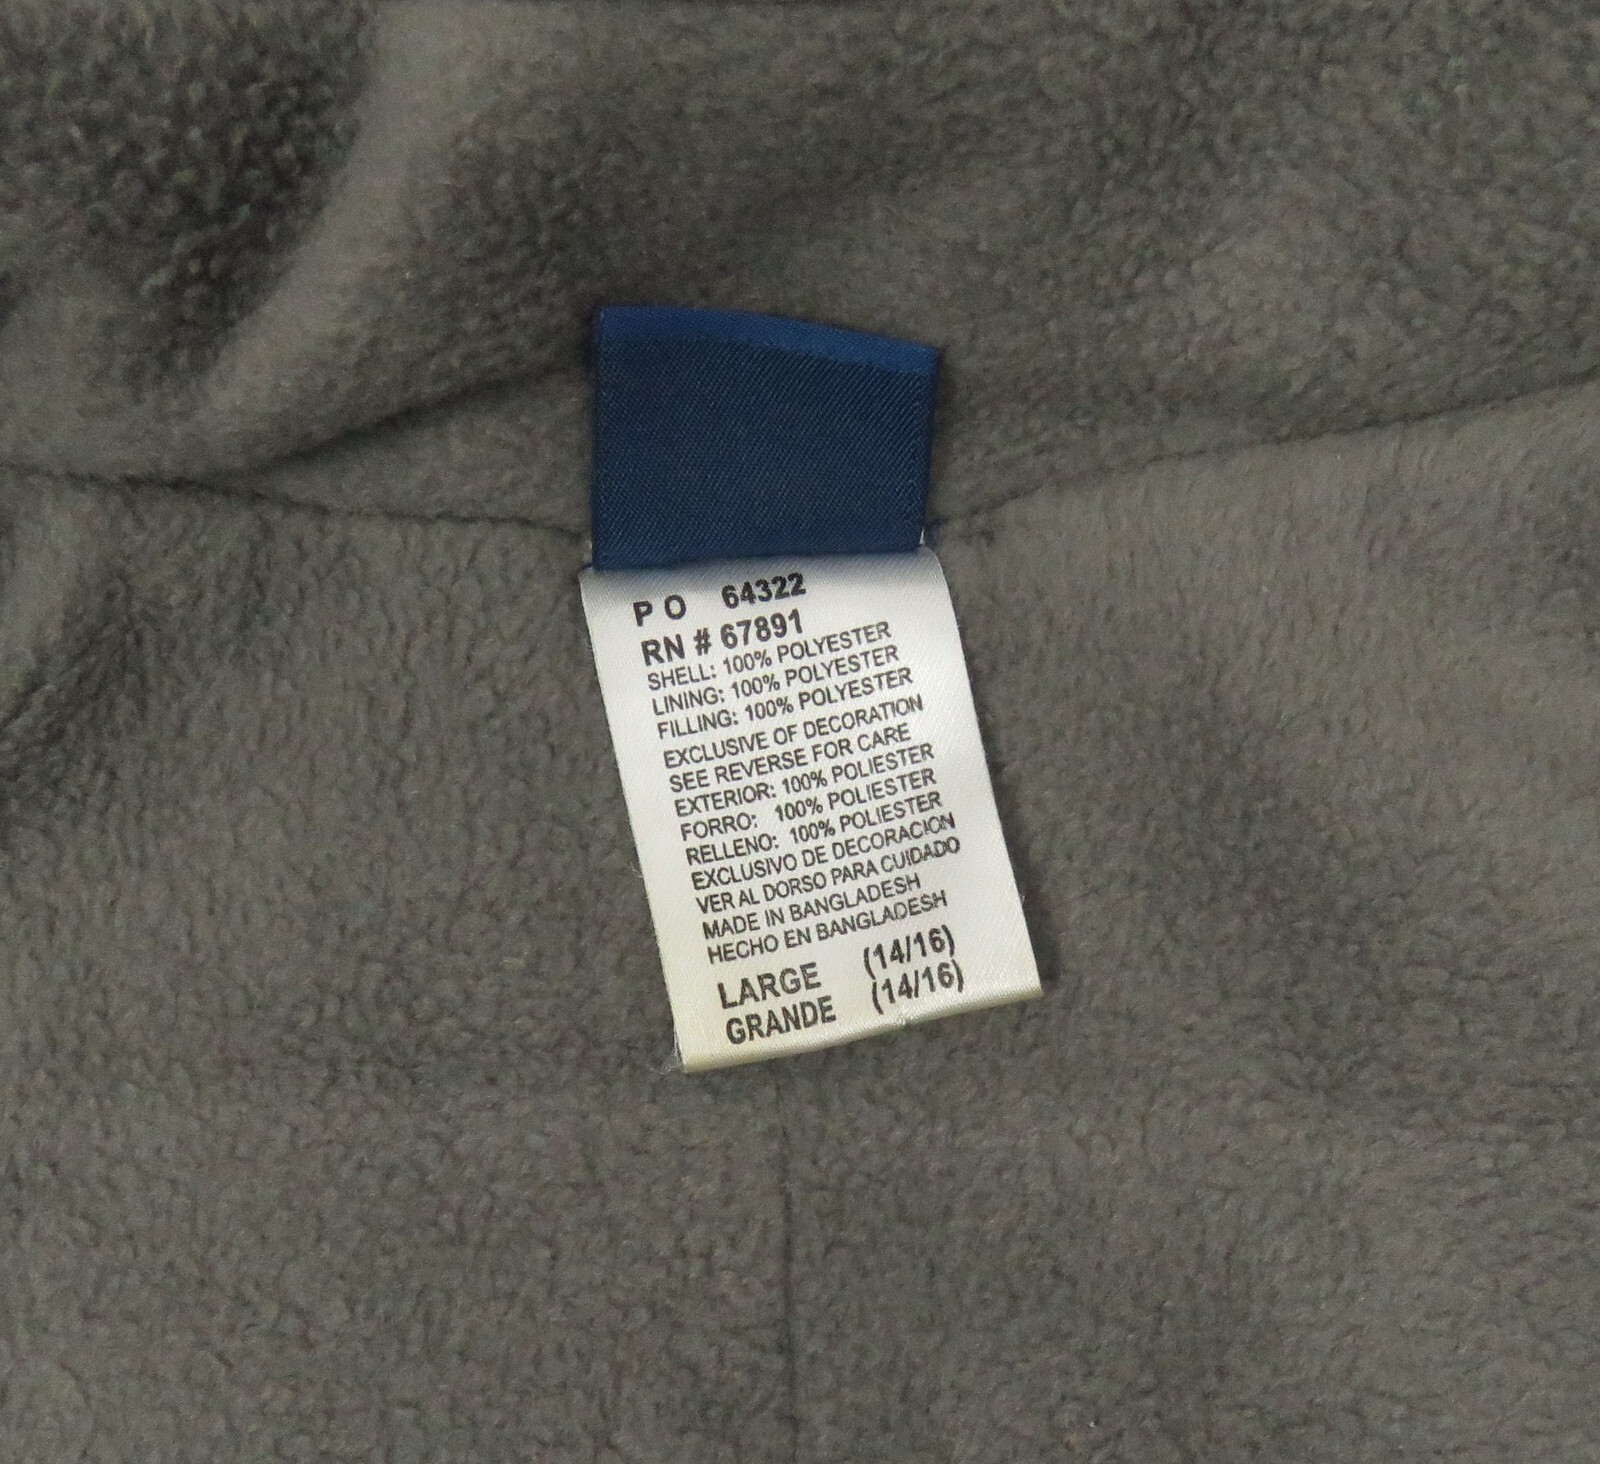 P O 64322
RN # 67891
SHELL: 100% POLYESTER
LINING: 100% POLYESTER
FILLING: 100% POLYESTER
EXCLUSIVE OF DECORATION
SEE REVERSE FOR CARE
EXTERIOR: 100% POLIESTER
FORRO: 100% POLIESTER
RELLENO: 100% POLIESTER
EXCLUSIVO DE DECORACION
VER AL DORSO PARA CUIDADO
MADE IN BANGLADESH
HECHO EN BANGLADESH
LARGE (14/16)
GRANDE (14/16)